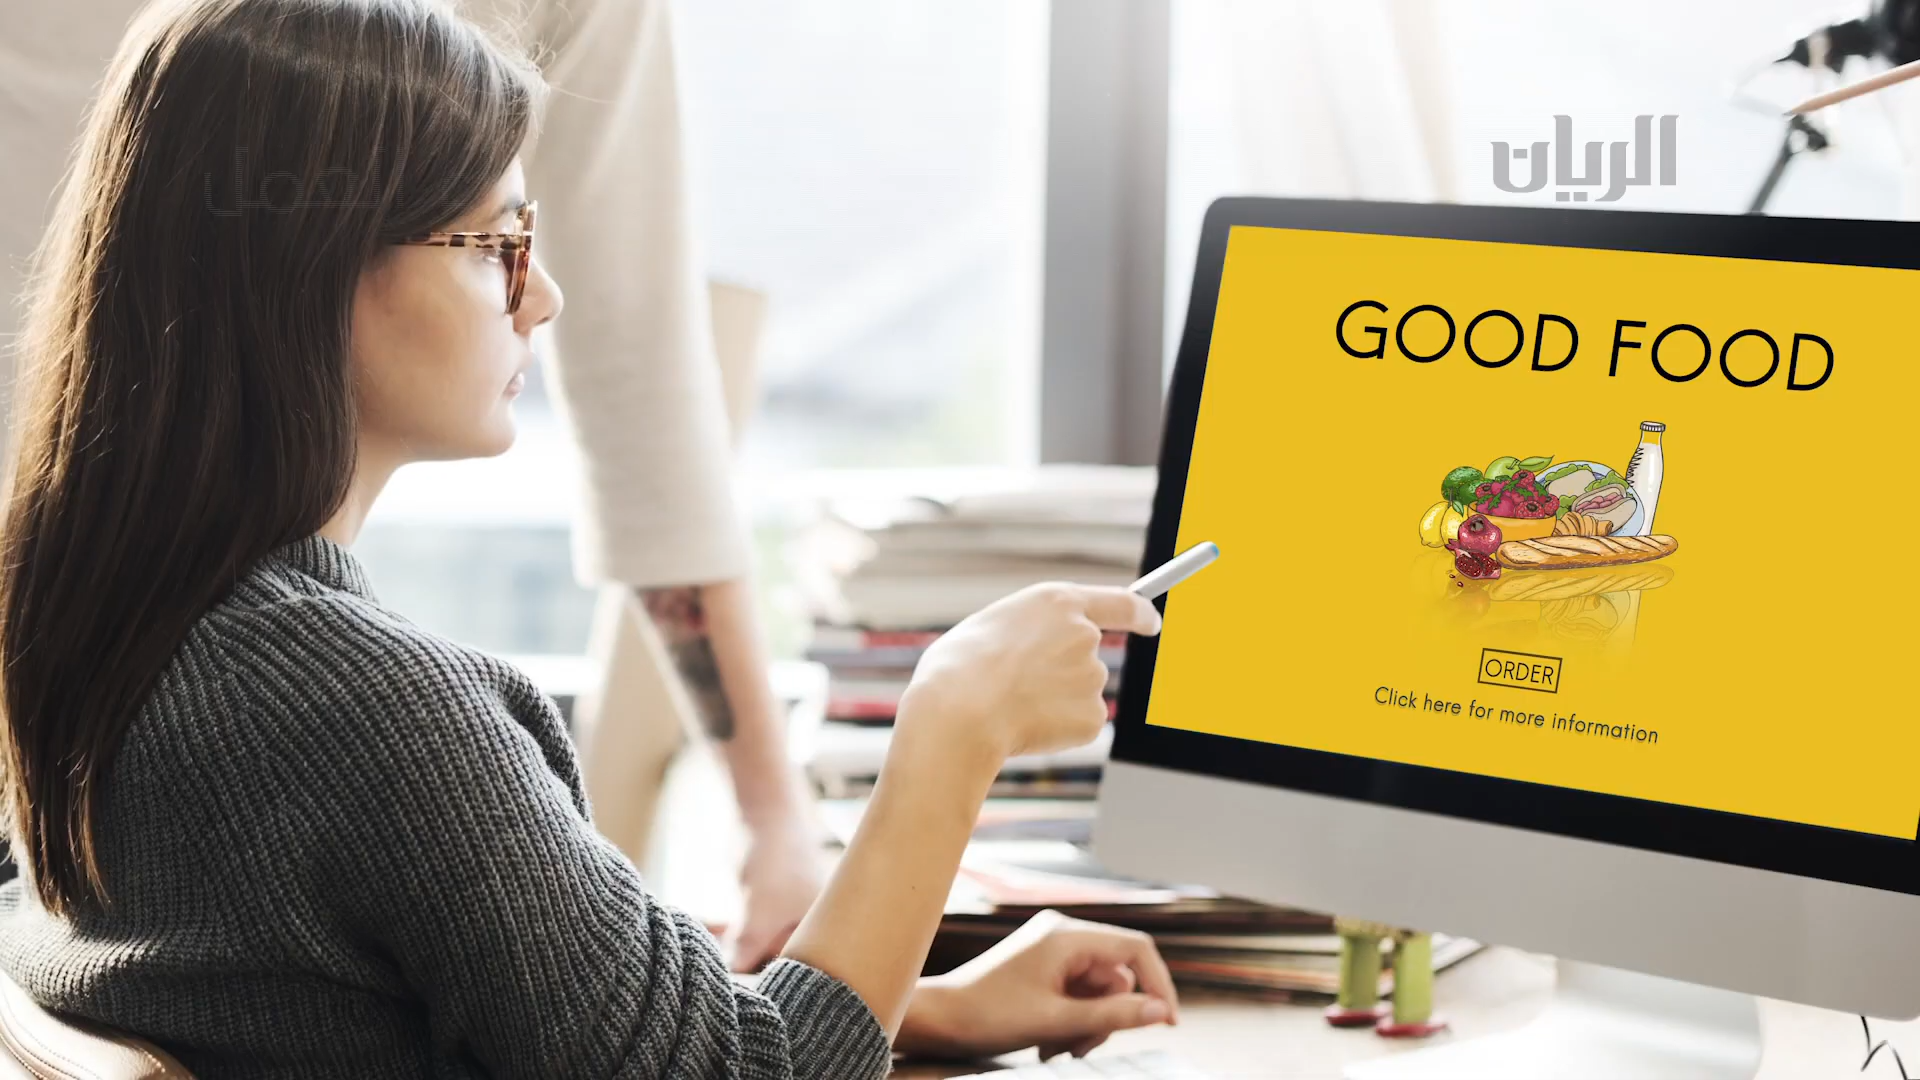 الريان
GOOD FOOD
ORDER
Click here for more information